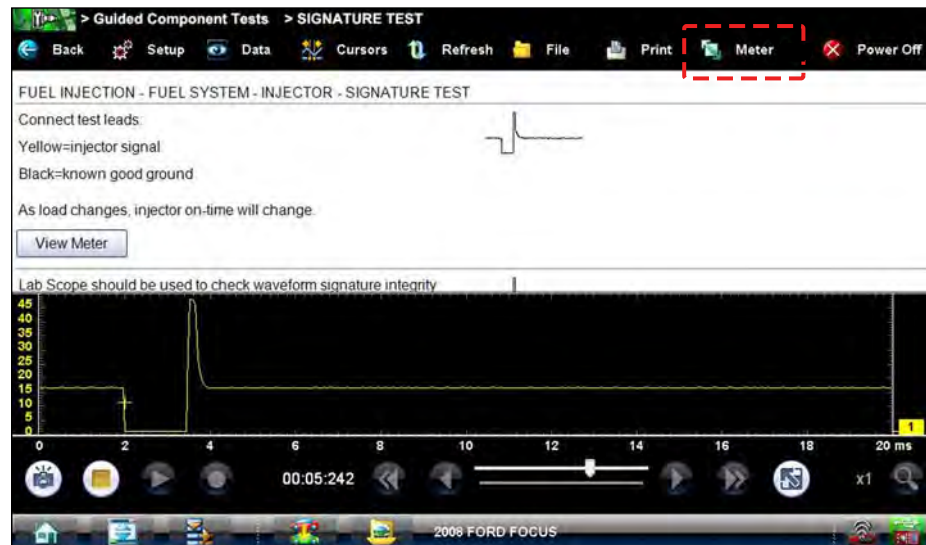 > Guided Component Tests > SIGNATURE TEST
Back Setup Data Cursors Refresh File Print Meter Power Off
FUEL INJECTION - FUEL SYSTEM - INJECTOR - SIGNATURE TEST
Connect test leads:
Yellow=injector signal
Black=known good ground
As load changes, injector on-time will change.
View Meter
Lab Scope should be used to check waveform signature integrity
45
40
35
30
25
20
15
10
5
0
1
0 2 4 6 8 10 12 14 16 18 20 ms
00:05:242 x1
2008 FORD FOCUS